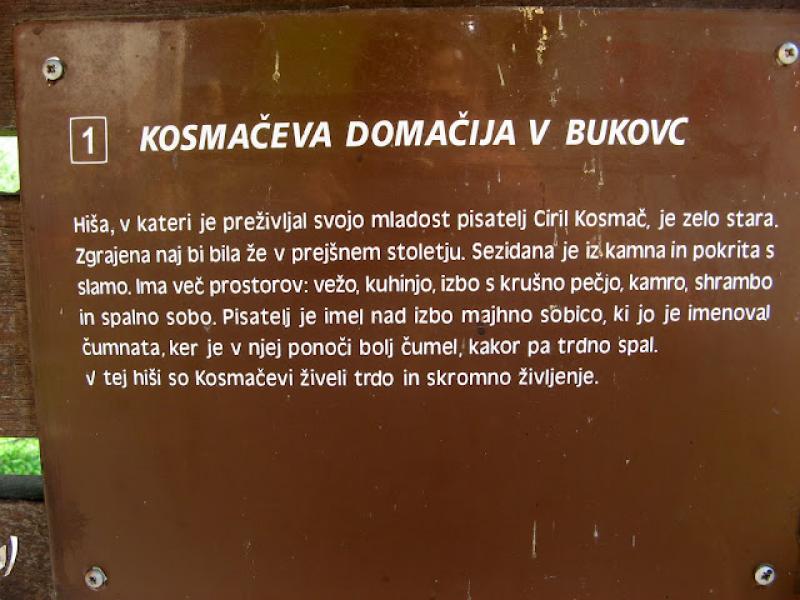 1 KOSMAČEVA DOMAČIJA V BUKOVC
Hiša, v kateri je preživljal svojo mladost pisatelj Ciril Kosmač, je zelo stara.
Zgrajena naj bi bila že v prejšnem stoletju. Sezidana je iz kamna in pokrita s
slamo. Ima več prostorov: vežo, kuhinjo, izbo s krušno pečjo, kamro, shrambo
in spalno sobo. Pisatelj je imel nad izbo majhno sobico, ki jo je imenoval
čumnata, ker je v njej ponoči bolj čumel, kakor pa trdno spal.
V tej hiši so Kosmačevi živeli trdo in skromno življenje.